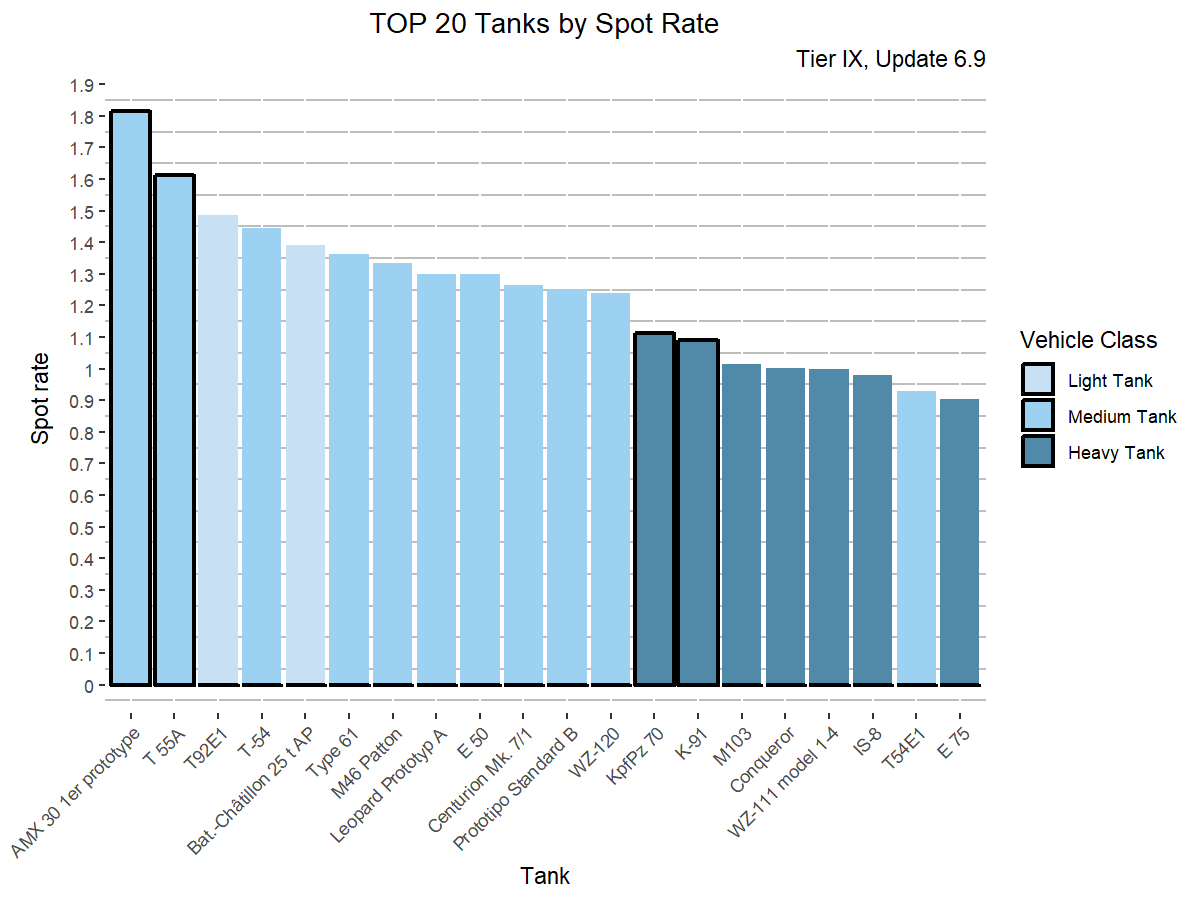 TOP 20 Tanks by Spot Rate
Tier IX, Update 6.9
1.9
1.8
1.7
1.6
1.5
1.4
1.3
1.2
1.1
1
0.9
0.8
0.7
0.6
0.5
0.4
0.3
0.2
0.1
0
Spot rate
AMX 30 1er prototype
T 55A
T92E1
T -54
Bat.-Châtillon 25 t AP
Type 61
M46 Patton
Leopard Prototyp A
E 50
Centurion Mk. 7/1
Prototipo Standard B
WZ-120
KpfPz 70
K-91
M103
Conqueror
WZ-111 model 1-4
IS-8
T54E1
E 75
Tank
Vehicle Class
Light Tank
Medium Tank
Heavy Tank